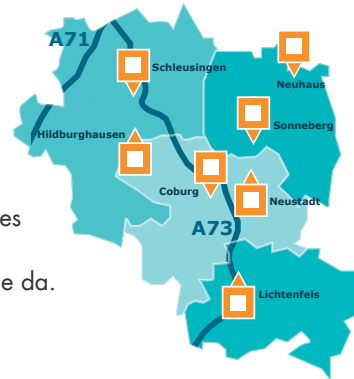 A71
Schleusingen
Neuhaus
Sonneberg
Hildburghausen
Coburg
Neustadt
es
A73
e da.
Lichtenfels